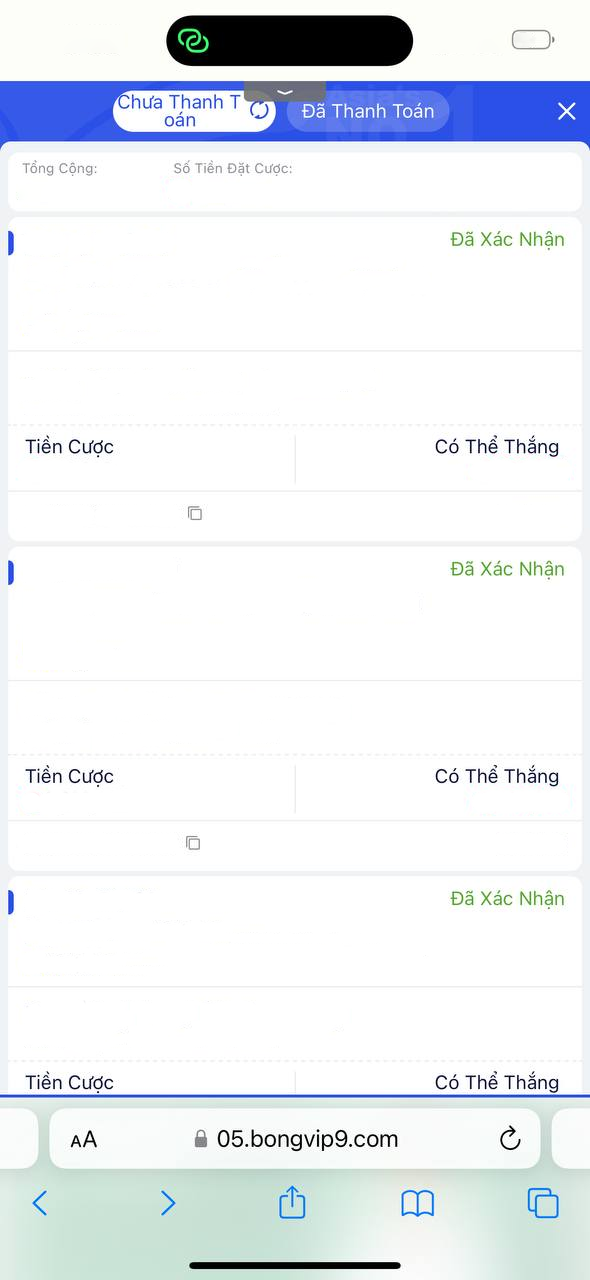 Chưa Thanh T
oán
Đã Thanh Toán
Tổng Cộng:
Số Tiền Đặt Cược:
Đã Xác Nhận
Tiền Cược
Có Thể Thắng
Đã Xác Nhận
Tiền Cược
Có Thể Thắng
Đã Xác Nhận
Tiền Cược
Có Thể Thắng
AA
05.bongvip9.com